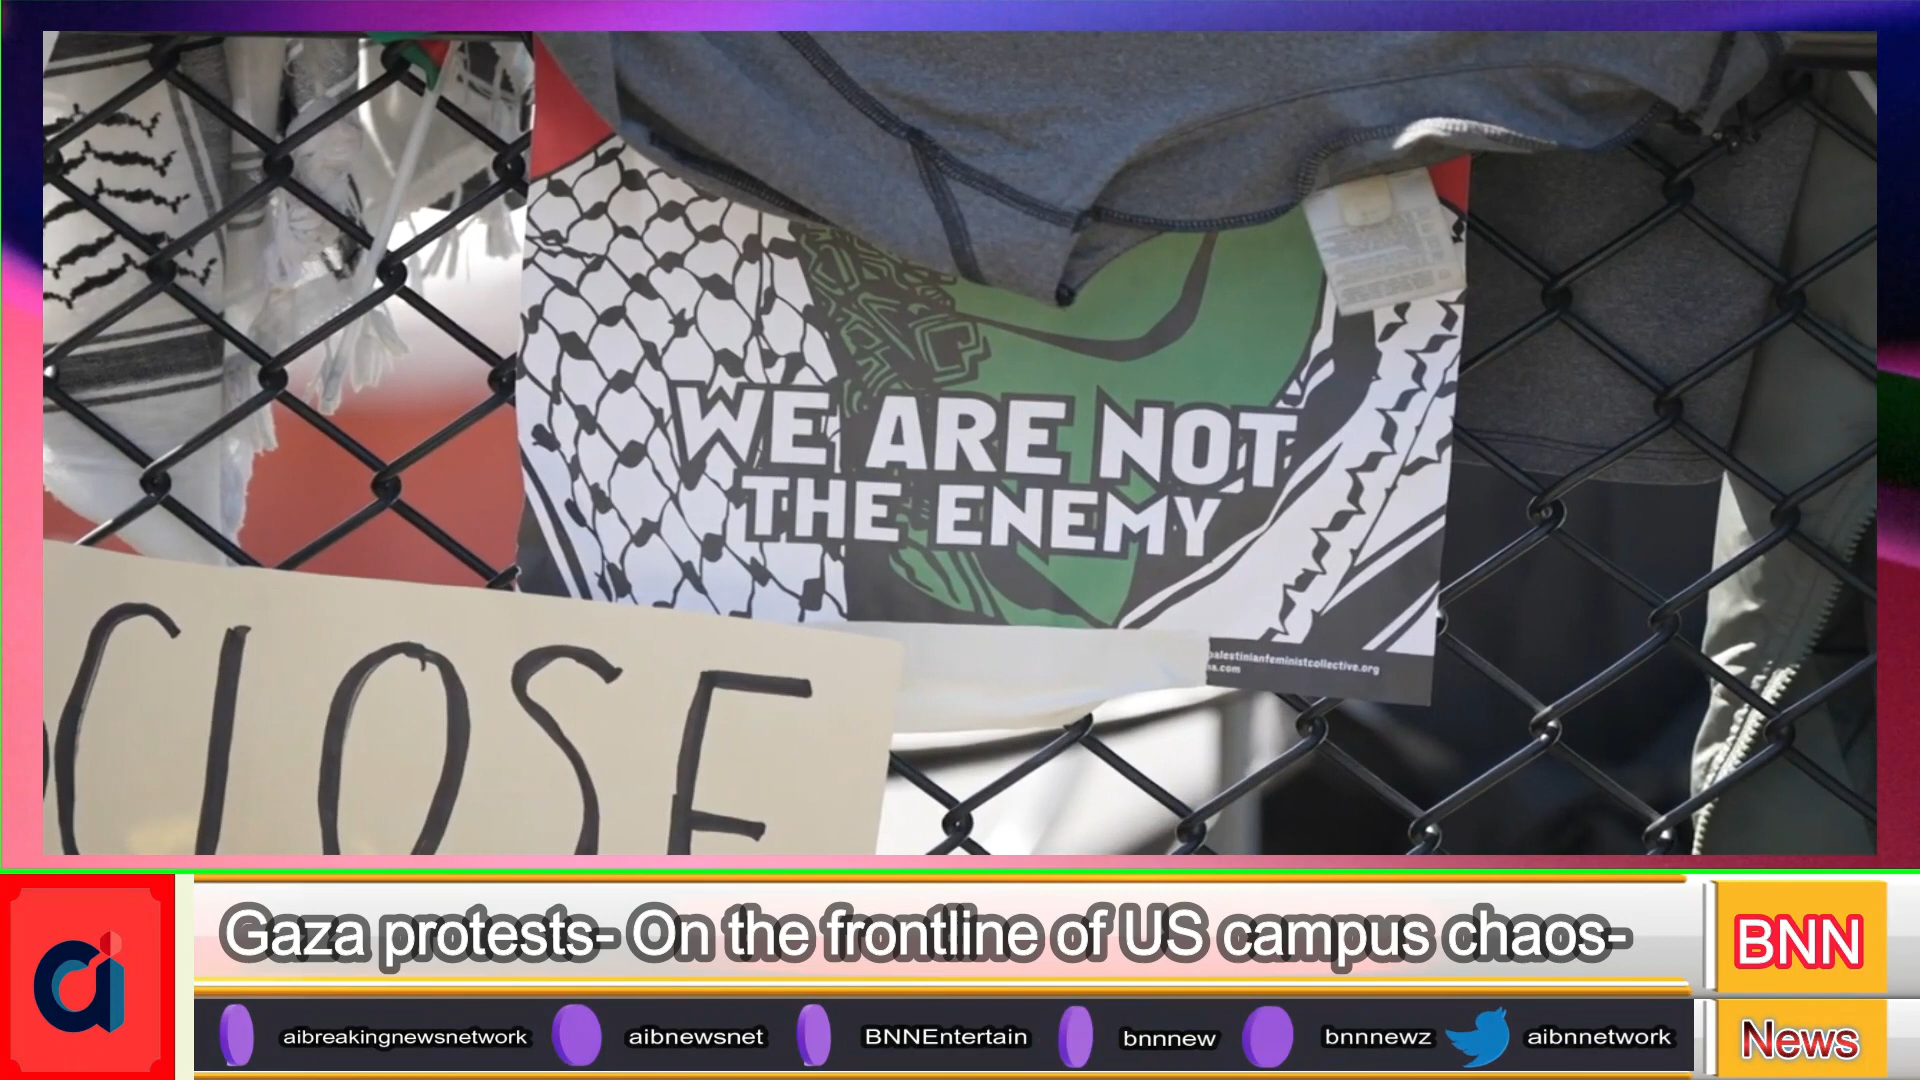 WE ARE NOT
THE ENEMY
palestinianfeministcollective.org
CLOSE
Gaza protests- On the frontline of US campus chaos-
BNN
aibreakingnewsnetwork
aibnewsnet
BNNEntertain
bnnnew
bnnnewz
aibnnetwork
News